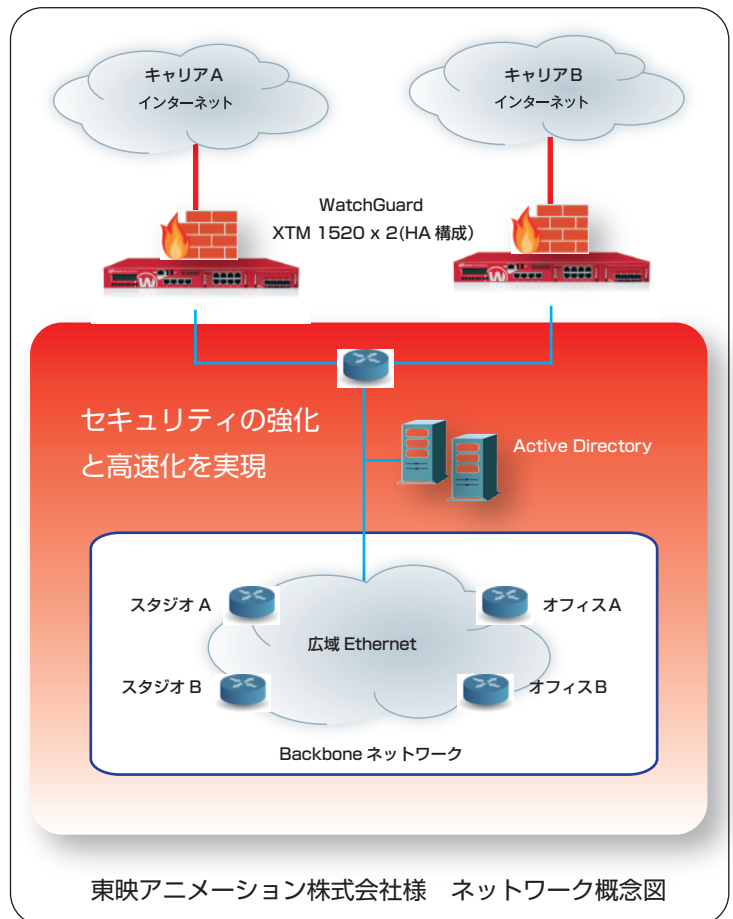 キャリアA
インターネット
キャリアB
インターネット
WatchGuard
XTM 1520 x 2(HA 構成)
セキュリティの強化
と高速化を実現
Active Directory
スタジオ A
オフィスA
広域 Ethernet
スタジオ B
オフィスB
Backbone ネットワーク
東映アニメーション株式会社様　ネットワーク概念図